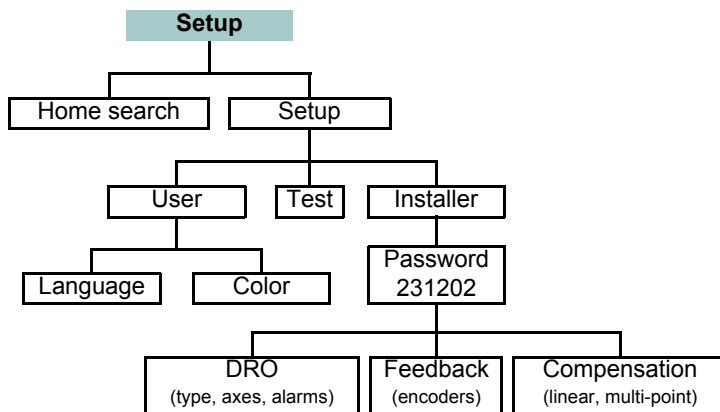 Setup
Home search
Setup
User
Test
Installer
Language
Color
Password
231202
DRO
(type, axes, alarms)
Feedback
(encoders)
Compensation
(linear, multi-point)